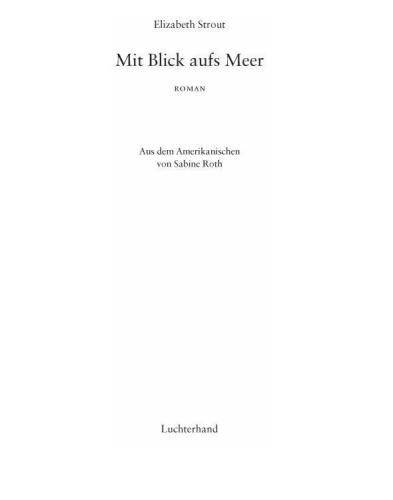 Elizabeth Strout
Mit Blick aufs Meer
ROMAN
Aus dem Amerikanischen
von Sabine Roth
Luchterhand